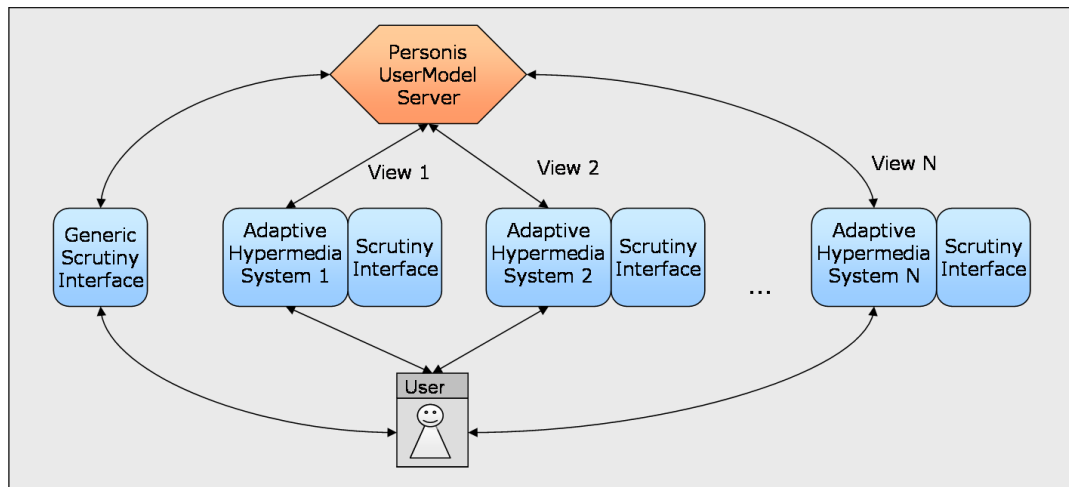 Personis
UserModel
Server
View 1
View 2
View N
Generic
Scrutiny
Interface
Adaptive
Hypermedia
System 1
Scrutiny
Interface
Adaptive
Hypermedia
System 2
Scrutiny
Interface
...
Adaptive
Hypermedia
System N
Scrutiny
Interface
User